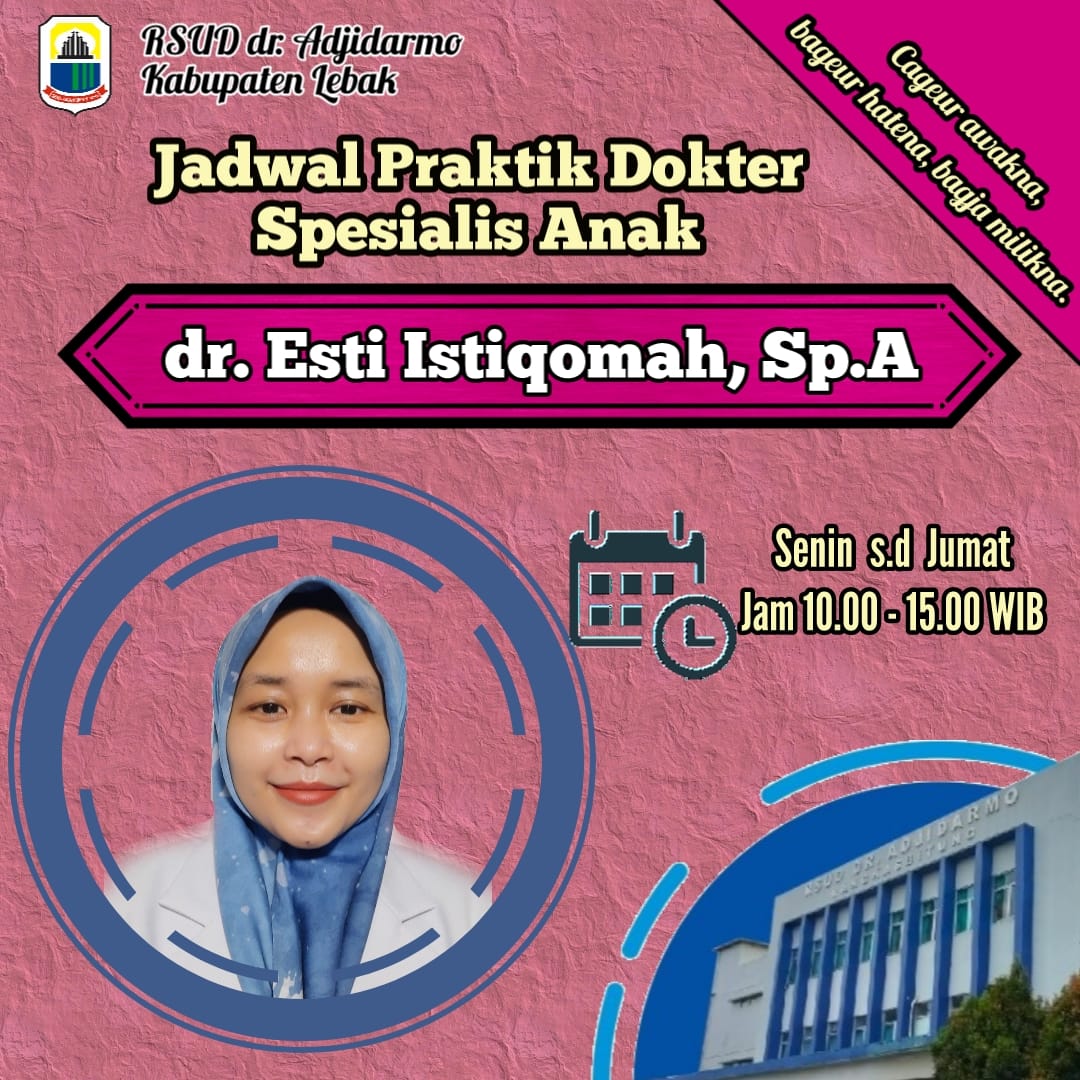 RSUD dr. Adjidarmo
Kabupaten Lebak
Cageur awakna,
bageur hatena, bagja milikna.
Jadwal Praktik Dokter
Spesialis Anak
dr. Esti Istiqomah, Sp.A
Senin s.d Jumat
Jam 10.00 - 15.00 WIB
RSUD DR. ADJIDARMO
RANGKASBITUNG